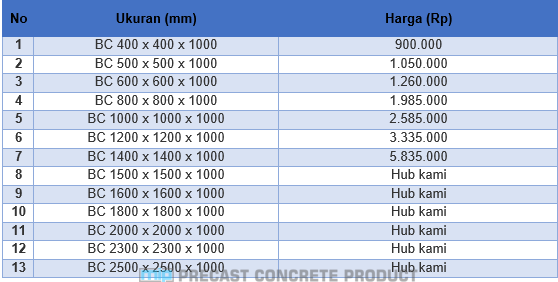 No Ukuran (mm) Harga (Rp)
1 BC 400 x 400 x 1000 900.000
2 BC 500 x 500 x 1000 1.050.000
3 BC 600 x 600 x 1000 1.260.000
4 BC 800 x 800 x 1000 1.985.000
5 BC 1000 x 1000 x 1000 2.585.000
6 BC 1200 x 1200 x 1000 3.335.000
7 BC 1400 x 1400 x 1000 5.835.000
8 BC 1500 x 1500 x 1000 Hub kami
9 BC 1600 x 1600 x 1000 Hub kami
10 BC 1800 x 1800 x 1000 Hub kami
11 BC 2000 x 2000 x 1000 Hub kami
12 BC 2300 x 2300 x 1000 Hub kami
13 BC 2500 x 2500 x 1000 Hub kami
PRECAST CONCRETE PRODUCT